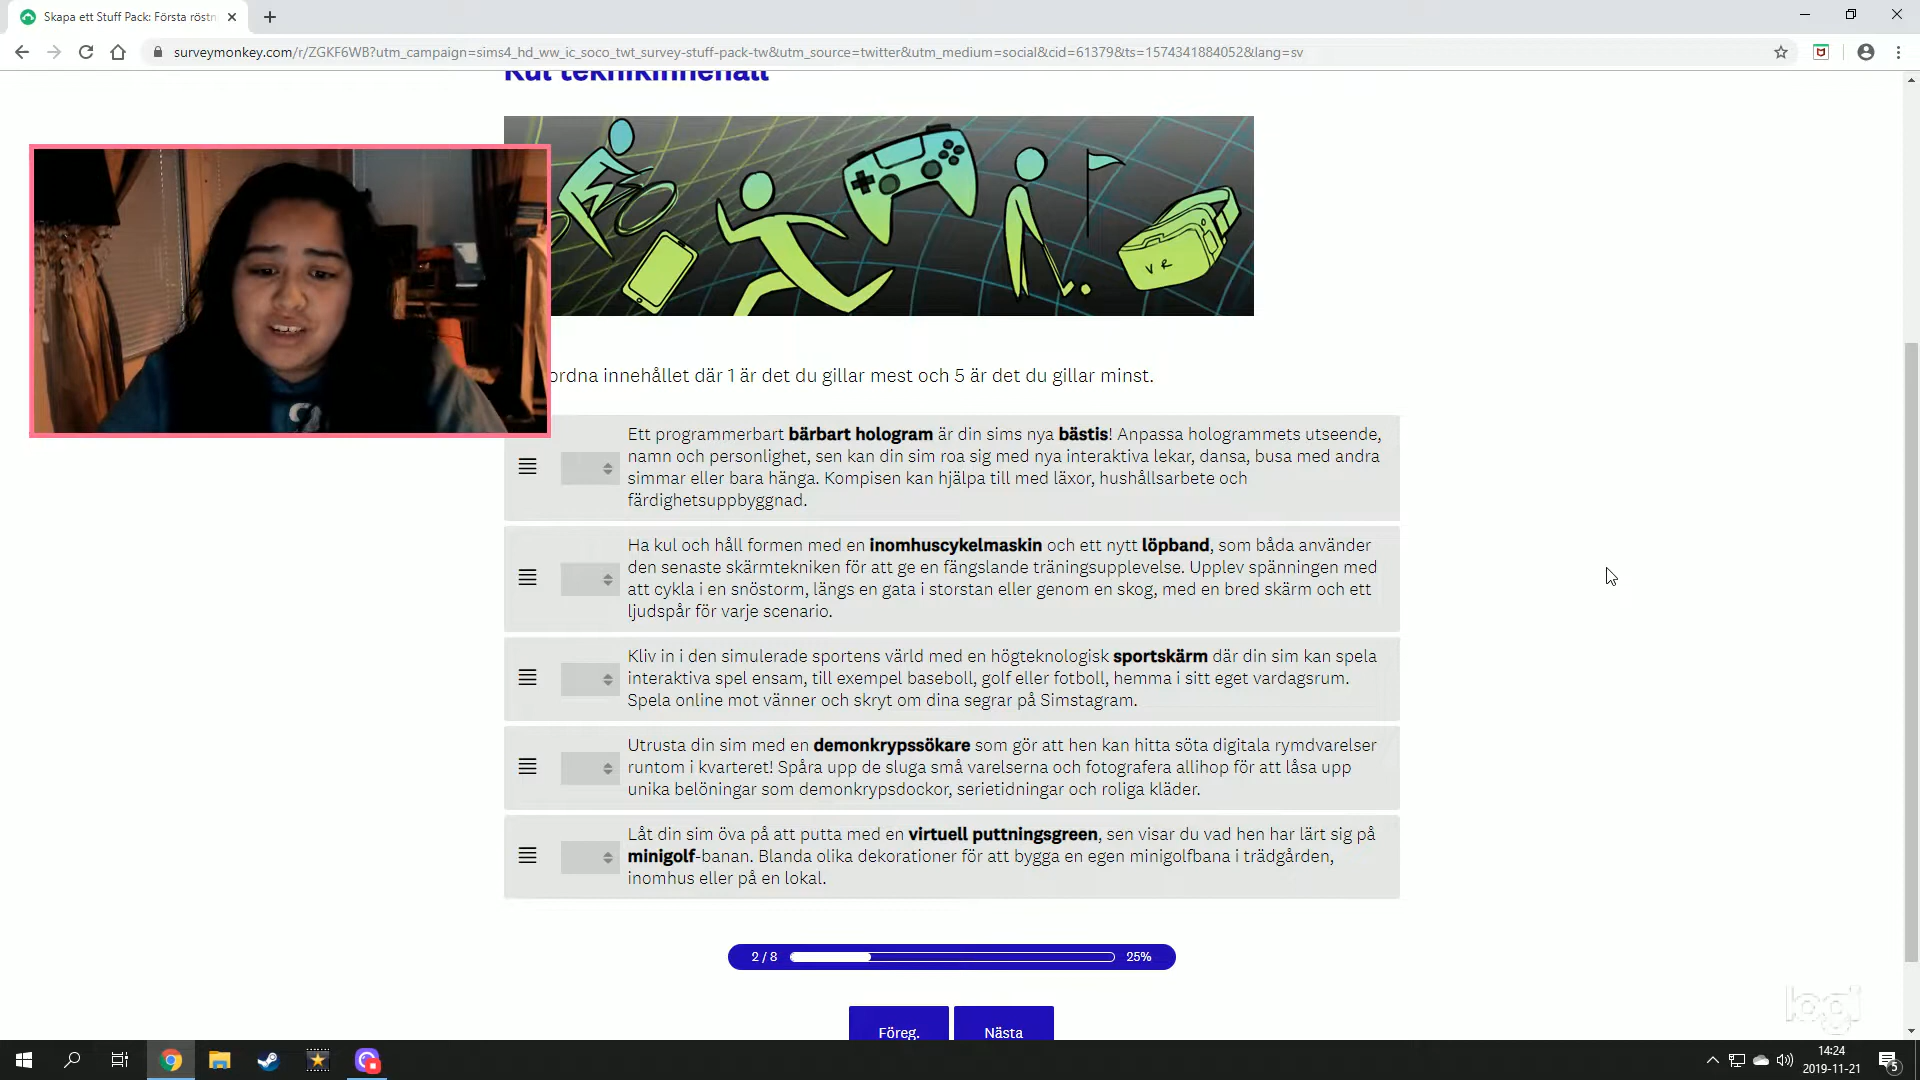 Skapa ett Stuff Pack: Första röstn
surveymonkey.com/r/ZGKF6WB?utm_campaign=sims4_hd_ww_ic_soco_twt_survey-stuff-pack-tw&utm_source=twitter&utm_medium=social&cid=61379&ts=1574341884052&lang=sv
Kul teknikinnehåll
VR
ordna innehållet där 1 är det du gillar mest och 5 är det du gillar minst.
Ett programmerbart bärbart hologram är din sims nya bästis! Anpassa hologrammets utseende,
namn och personlighet, sen kan din sim roa sig med nya interaktiva lekar, dansa, busa med andra
simmar eller bara hänga. Kompisen kan hjälpa till med läxor, hushållsarbete och
färdighetsuppbyggnad.
Ha kul och håll formen med en inomhuscykelmaskin och ett nytt löpband, som båda använder
den senaste skärmtekniken för att ge en fängslande träningsupplevelse. Upplev spänningen med
att cykla i en snöstorm, längs en gata i storstan eller genom en skog, med en bred skärm och ett
ljudspår för varje scenario.
Kliv in i den simulerade sportens värld med en högteknologisk sportskärm där din sim kan spela
interaktiva spel ensam, till exempel baseboll, golf eller fotboll, hemma i sitt eget vardagsrum.
Spela online mot vänner och skryt om dina segrar på Simstagram.
Utrusta din sim med en demonkrypssökare som gör att hen kan hitta söta digitala rymdvarelser
runtom i kvarteret! Spåra upp de sluga små varelserna och fotografera allihop för att låsa upp
unika belöningar som demonkrypsdockor, serietidningar och roliga kläder.
Låt din sim öva på att putta med en virtuell puttningsgreen, sen visar du vad hen har lärt sig på
minigolf-banan. Blanda olika dekorationer för att bygga en egen minigolfbana i trädgården,
inomhus eller på en lokal.
2 / 8 25%
Föreg. Nästa
logi
14:24
2019-11-21
5